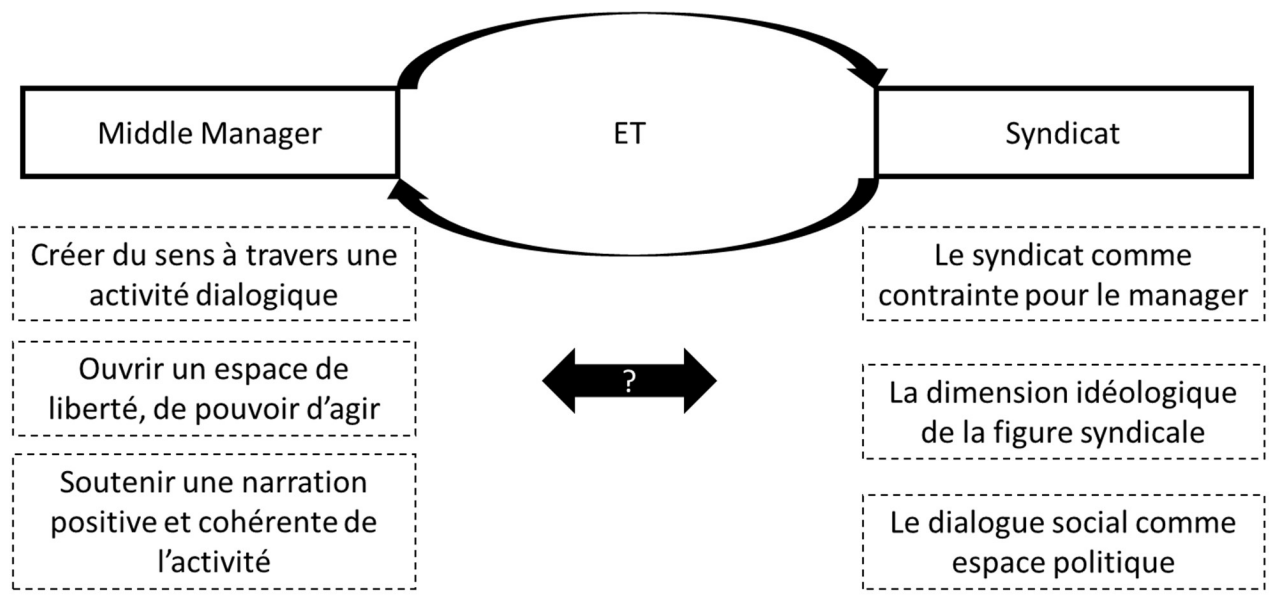 Middle Manager
ET
Syndicat
Créer du sens à travers une
activité dialogique
Ouvrir un espace de
liberté, de pouvoir d'agir
Soutenir une narration
positive et cohérente de
l'activité
?
Le syndicat comme
contrainte pour le manager
La dimension idéologique
de la figure syndicale
Le dialogue social comme
espace politique